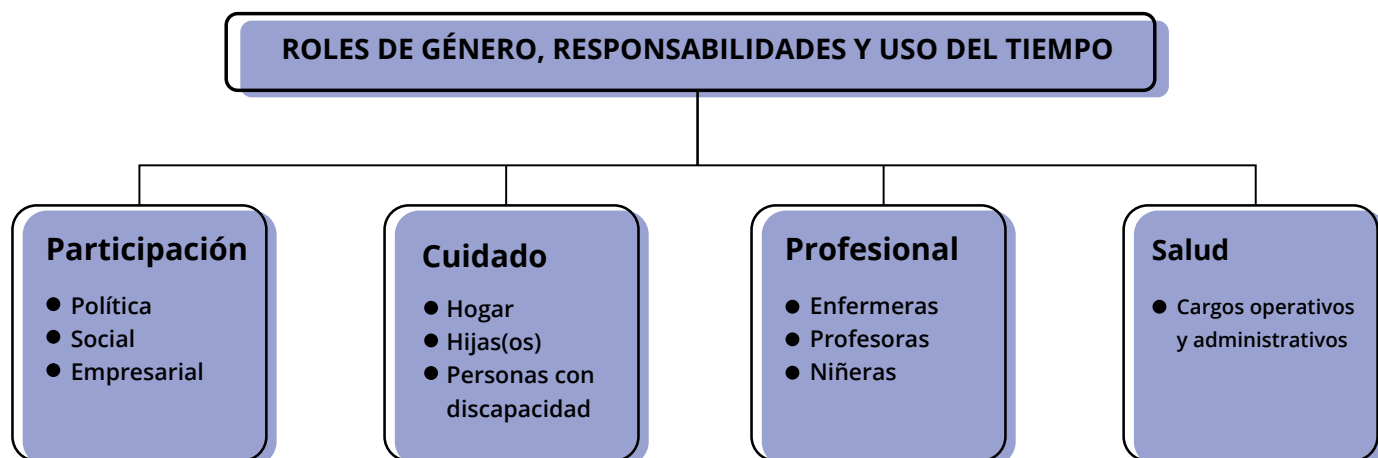 ROLES DE GÉNERO, RESPONSABILIDADES Y USO DEL TIEMPO
Participación
● Política
● Social
● Empresarial
Cuidado
● Hogar
● Hijas(os)
● Personas con
discapacidad
Profesional
● Enfermeras
● Profesoras
● Niñeras
Salud
● Cargos operativos
y administrativos